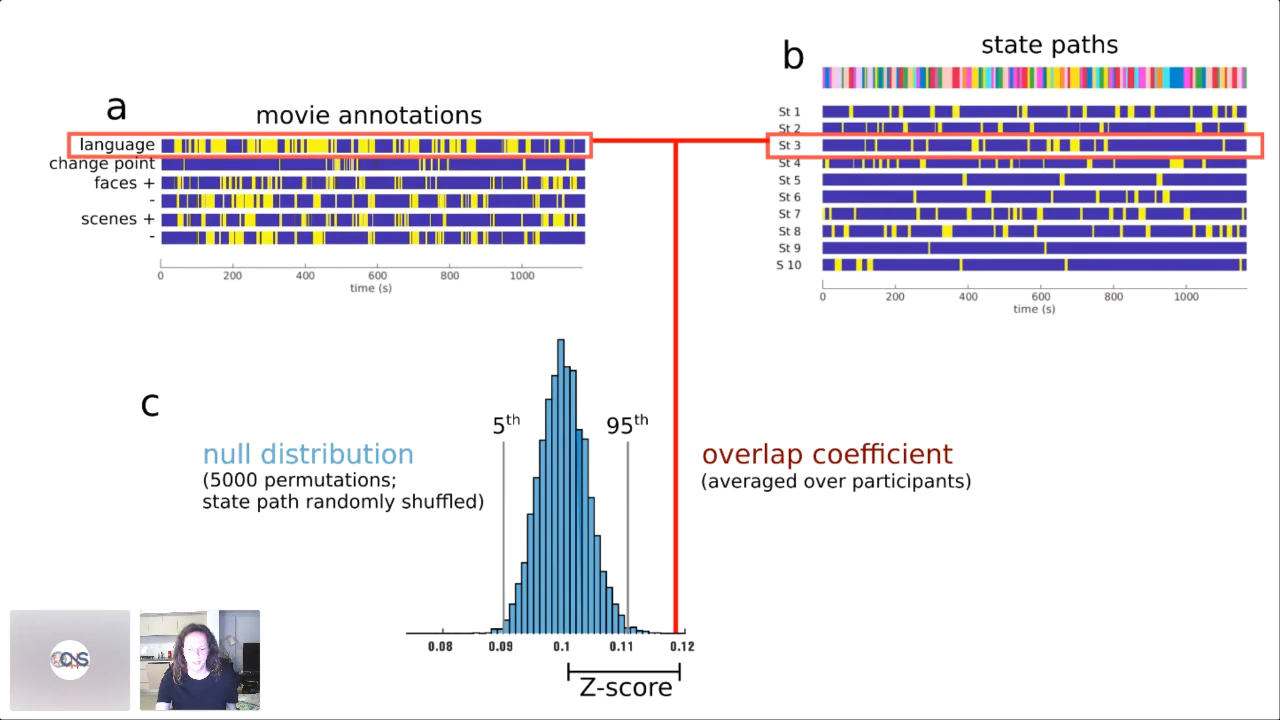 a
movie annotations
language
change point
faces +
-
scenes +
-
0 200 400 600 800 1000
time (s)
b
state paths
St 1
St 2
St 3
St 4
St 5
St 6
St 7
St 8
St 9
S 10
0 200 400 600 800 1000
time (s)
c
null distribution
(5000 permutations;
state path randomly shuffled)
5th
95th
overlap coefficient
(averaged over participants)
0.08 0.09 0.1 0.11 0.12
Z-score